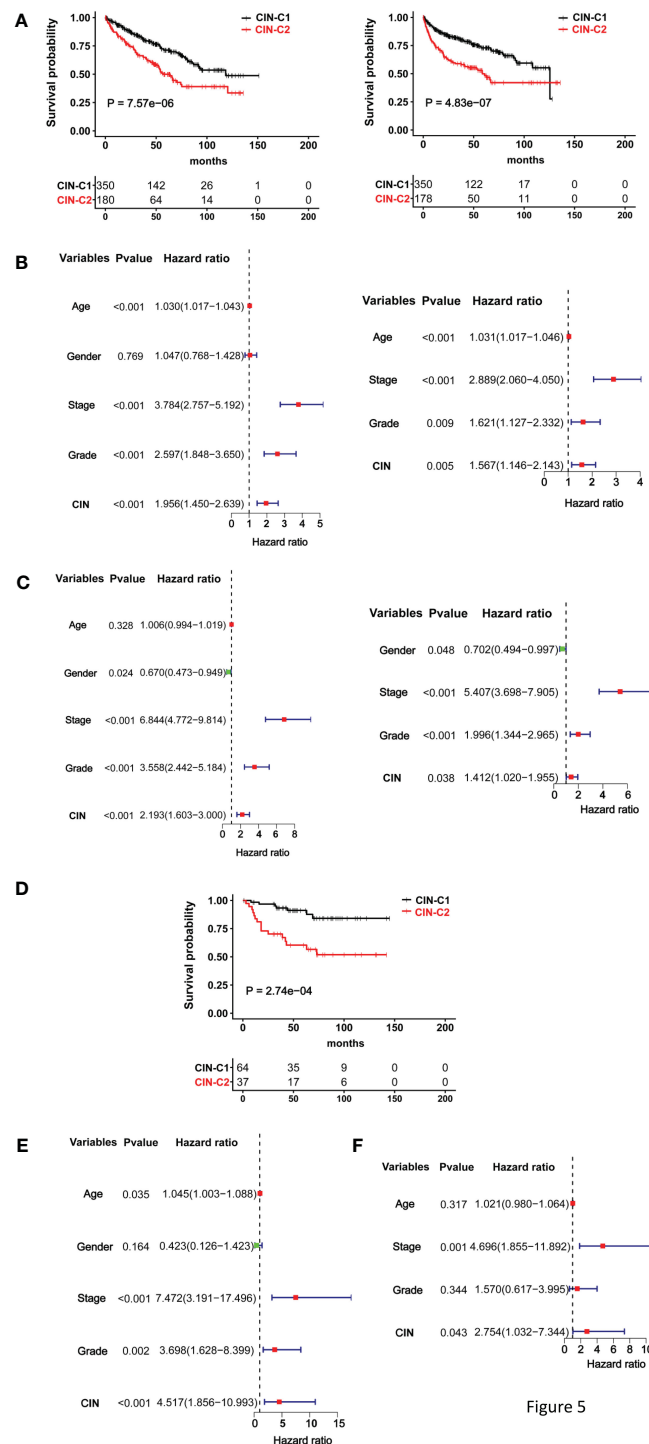 A
Survival probability
1.00
0.75
0.50
0.25
0.00
CIN-C1
CIN-C2
P = 7.57e−06
0 50 100 150 200
months
CIN-C1 350 142 26 1 0
CIN-C2 180 64 14 0 0
0 50 100 150 200
Survival probability
1.00
0.75
0.50
0.25
0.00
CIN-C1
CIN-C2
P = 4.83e−07
0 50 100 150 200
months
CIN-C1 350 122 17 0 0
CIN-C2 178 50 11 0 0
0 50 100 150 200
B
Variables Pvalue Hazard ratio
Age <0.001 1.030(1.017−1.043)
Gender 0.769 1.047(0.768−1.428)
Stage <0.001 3.784(2.757−5.192)
Grade <0.001 2.597(1.848−3.650)
CIN <0.001 1.956(1.450−2.639)
0 1 2 3 4 5
Hazard ratio
Variables Pvalue Hazard ratio
Age <0.001 1.031(1.017−1.046)
Stage <0.001 2.889(2.060−4.050)
Grade 0.009 1.621(1.127−2.332)
CIN 0.005 1.567(1.146−2.143)
0 1 2 3 4
Hazard ratio
C
Variables Pvalue Hazard ratio
Age 0.328 1.006(0.994−1.019)
Gender 0.024 0.670(0.473−0.949)
Stage <0.001 6.844(4.772−9.814)
Grade <0.001 3.558(2.442−5.184)
CIN <0.001 2.193(1.603−3.000)
0 2 4 6 8
Hazard ratio
Variables Pvalue Hazard ratio
Gender 0.048 0.702(0.494−0.997)
Stage <0.001 5.407(3.698−7.905)
Grade <0.001 1.996(1.344−2.965)
CIN 0.038 1.412(1.020−1.955)
0 2 4 6
Hazard ratio
D
Survival probability
1.00
0.75
0.50
0.25
0.00
CIN-C1
CIN-C2
P = 2.74e−04
0 50 100 150 200
months
CIN-C1 64 35 9 0 0
CIN-C2 37 17 6 0 0
0 50 100 150 200
E
Variables Pvalue Hazard ratio
Age 0.035 1.045(1.003−1.088)
Gender 0.164 0.423(0.126−1.423)
Stage <0.001 7.472(3.191−17.496)
Grade 0.002 3.698(1.628−8.399)
CIN <0.001 4.517(1.856−10.993)
0 5 10 15
Hazard ratio
F
Variables Pvalue Hazard ratio
Age 0.317 1.021(0.980−1.064)
Stage 0.001 4.696(1.855−11.892)
Grade 0.344 1.570(0.617−3.995)
CIN 0.043 2.754(1.032−7.344)
0 2 4 6 8 10
Hazard ratio
Figure 5